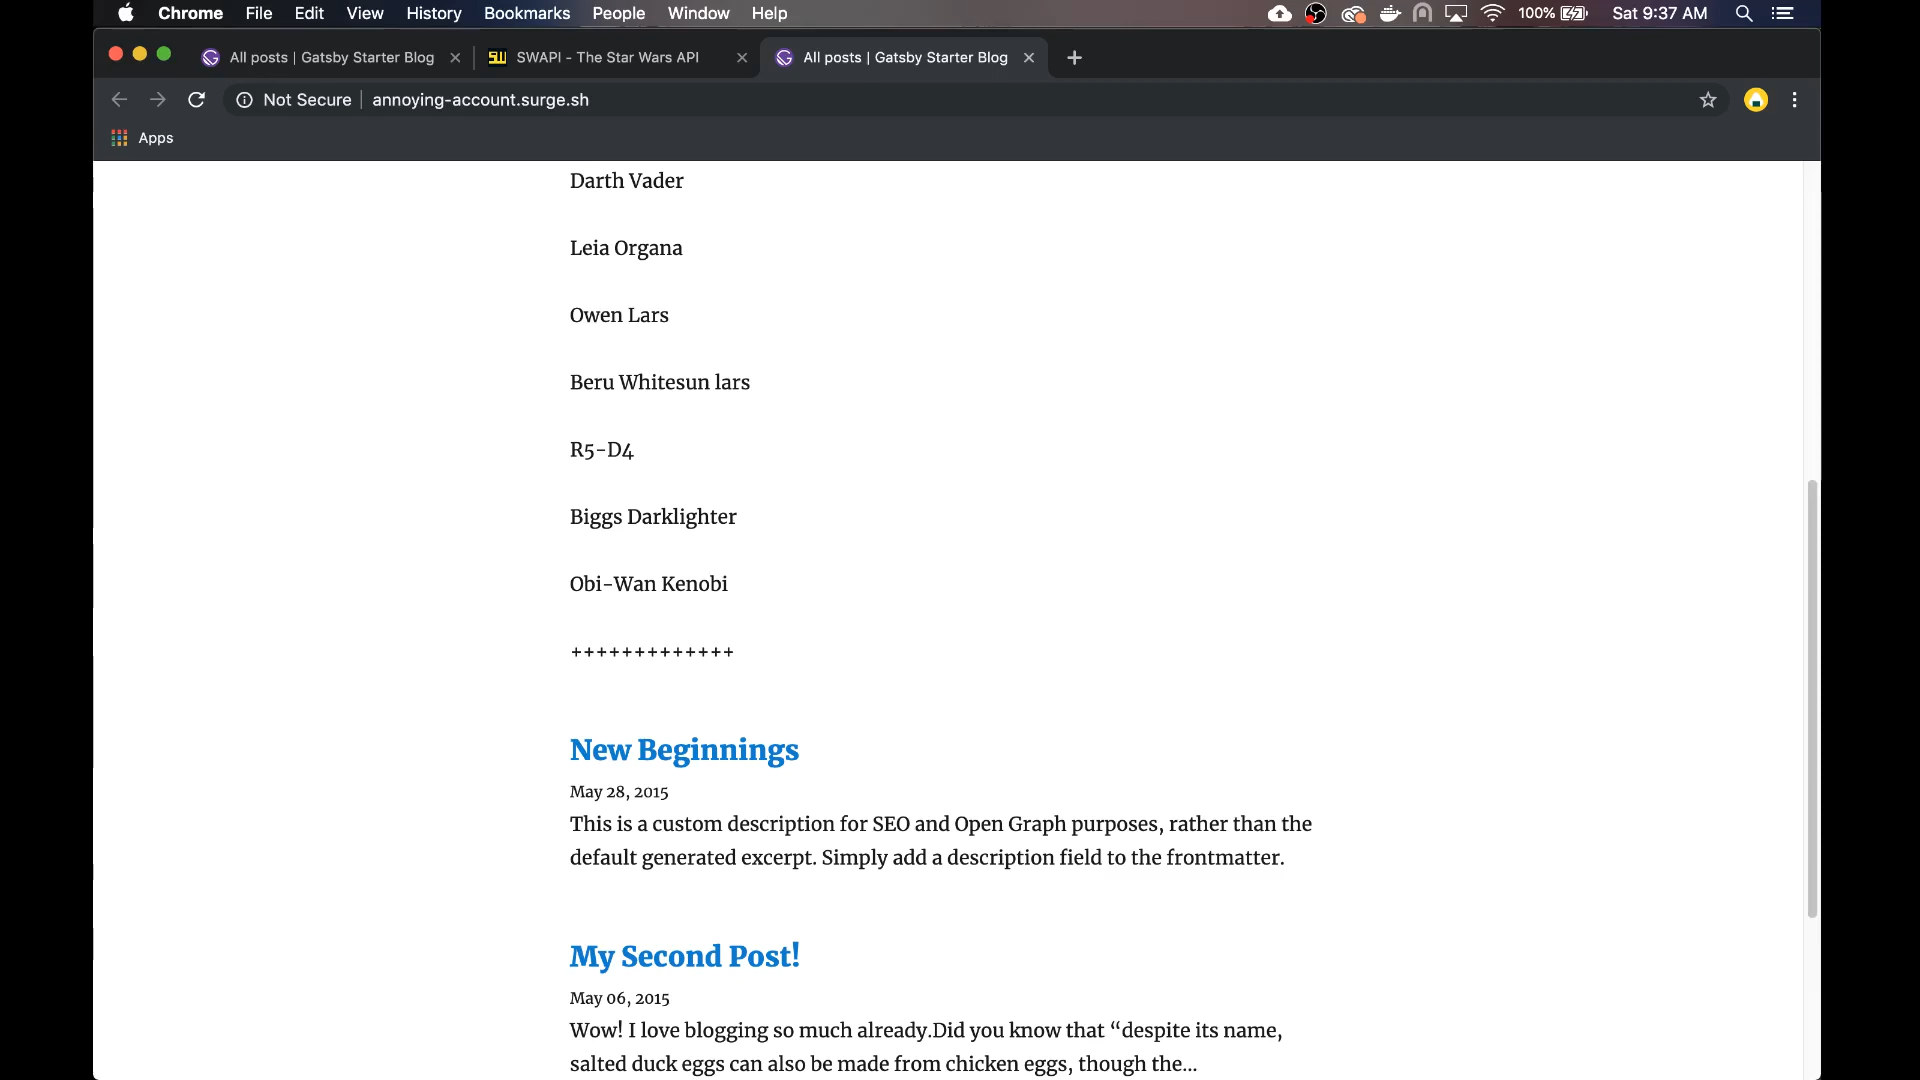 Chrome File Edit View History Bookmarks People Window Help 100% Sat 9:37 AM
All posts | Gatsby Starter Blog SWAPI - The Star Wars API All posts | Gatsby Starter Blog
Not Secure annoying-account.surge.sh
Apps
Darth Vader
Leia Organa
Owen Lars
Beru Whitesun lars
R5-D4
Biggs Darklighter
Obi-Wan Kenobi
+++++++++++++
New Beginnings
May 28, 2015
This is a custom description for SEO and Open Graph purposes, rather than the
default generated excerpt. Simply add a description field to the frontmatter.
My Second Post!
May 06, 2015
Wow! I love blogging so much already.Did you know that “despite its name,
salted duck eggs can also be made from chicken eggs, though the…